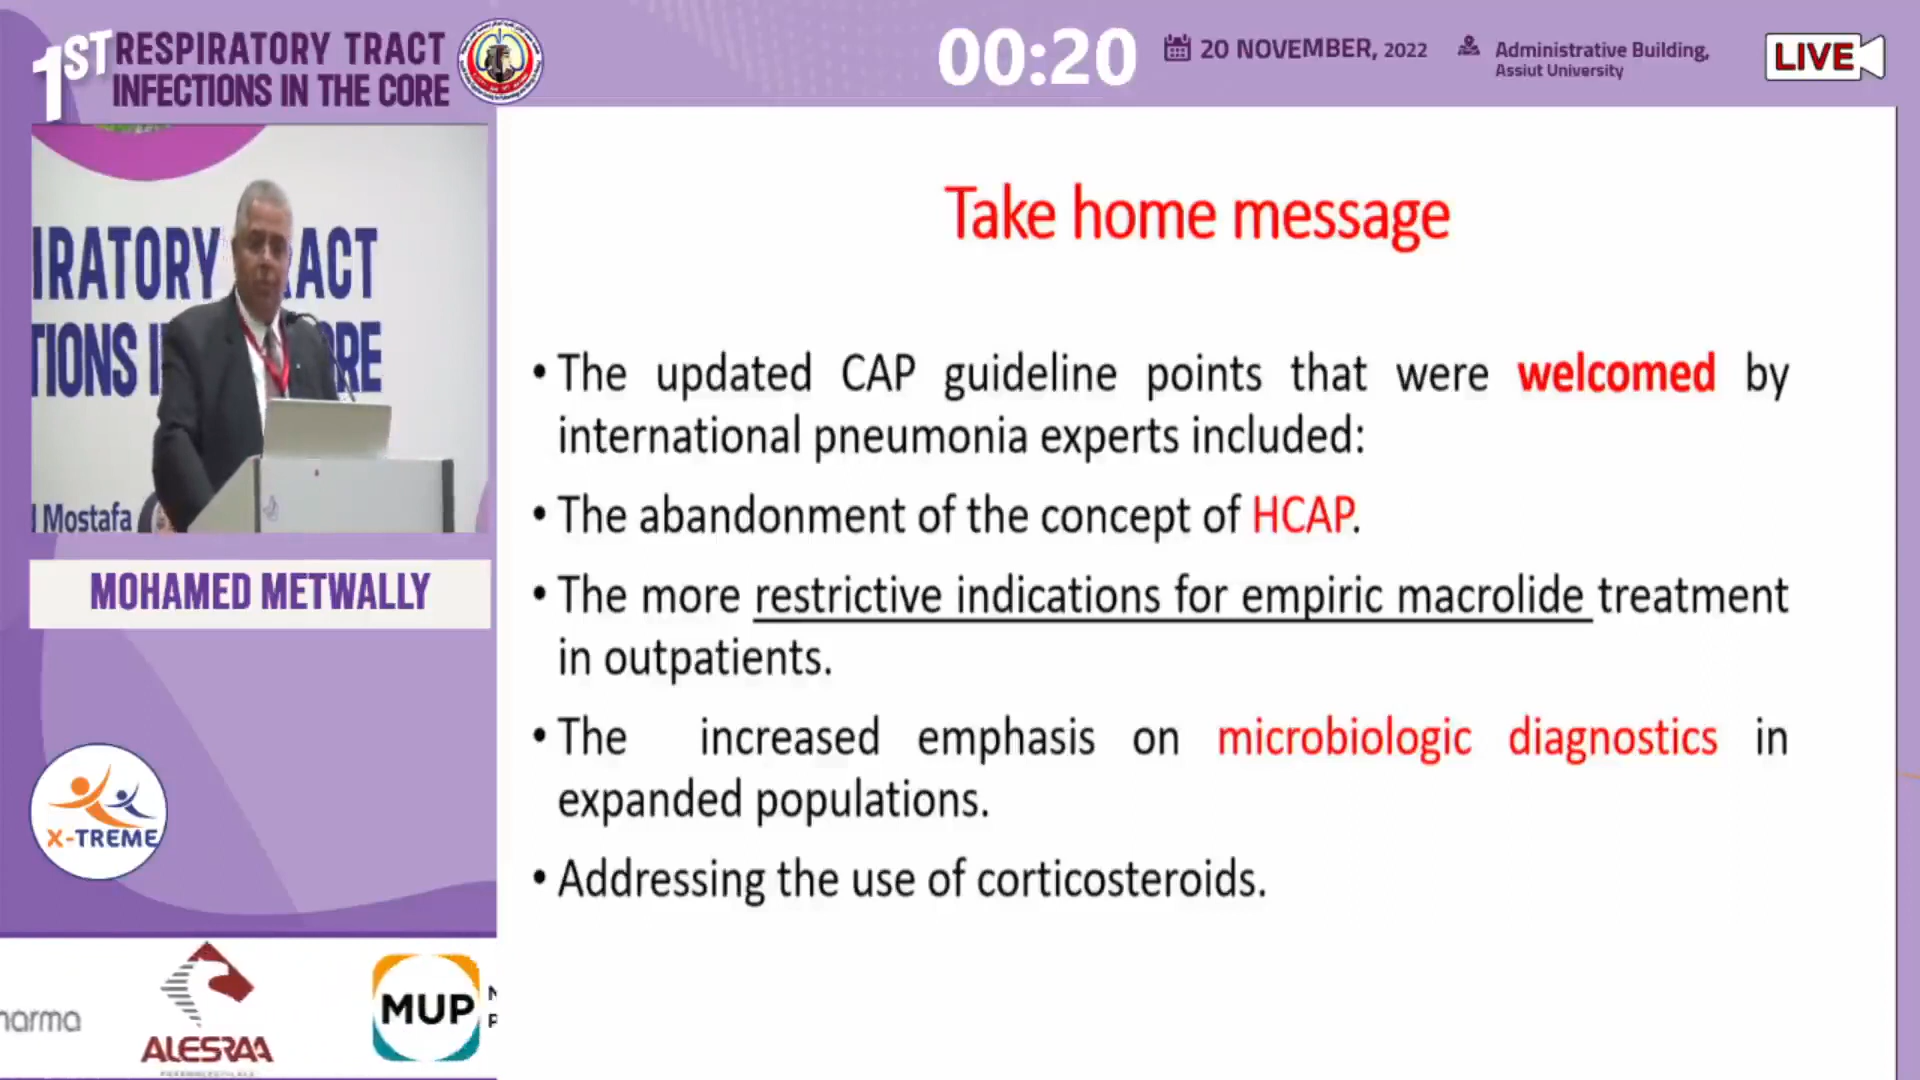 1ST RESPIRATORY TRACT
INFECTIONS IN THE CORE
00:20
20 NOVEMBER, 2022
Administrative Building,
Assiut University
LIVE
IRATORY TRACT
TIONS IN
RE
Mostafa
MOHAMED METWALLY
X-TREME
harma
ALESRAA
MUP
Take home message
• The updated CAP guideline points that were welcomed by
international pneumonia experts included:
• The abandonment of the concept of HCAP.
• The more restrictive indications for empiric macrolide treatment
in outpatients.
• The increased emphasis on microbiologic diagnostics in
expanded populations.
• Addressing the use of corticosteroids.